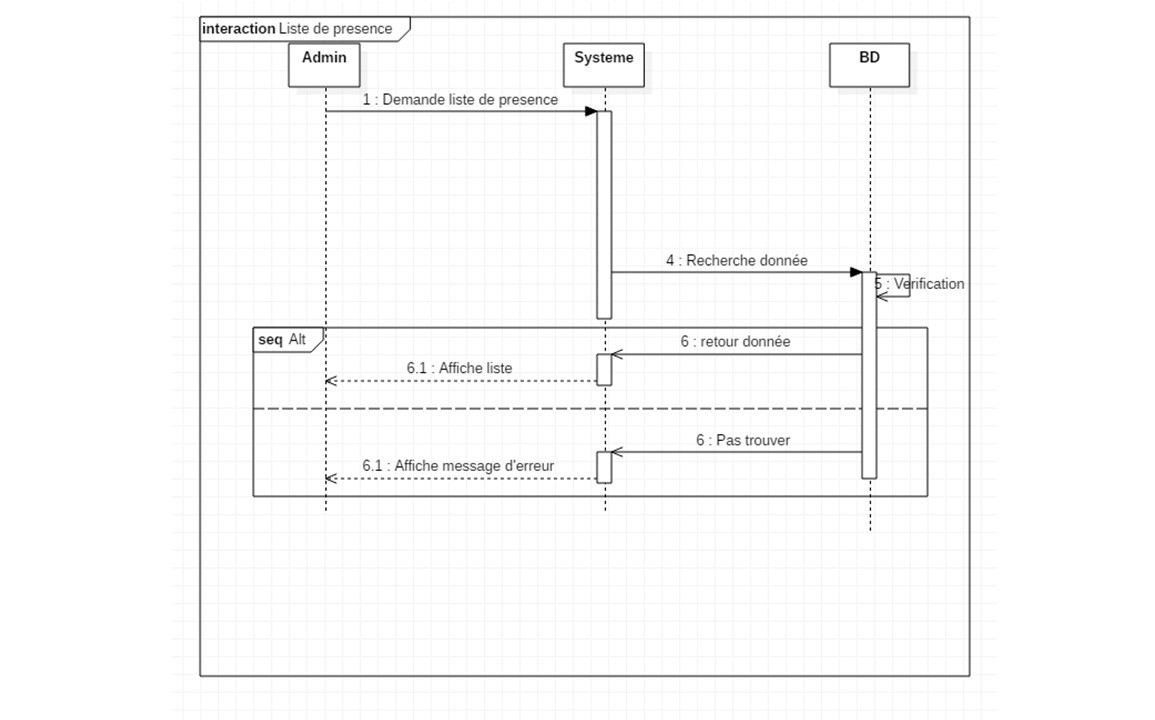 interaction Liste de presence
Admin
Systeme
BD
1 : Demande liste de presence
4 : Recherche donnée
5 : Verification
seq Alt
6 : retour donnée
6.1 : Affiche liste
6 : Pas trouver
6.1 : Affiche message d'erreur